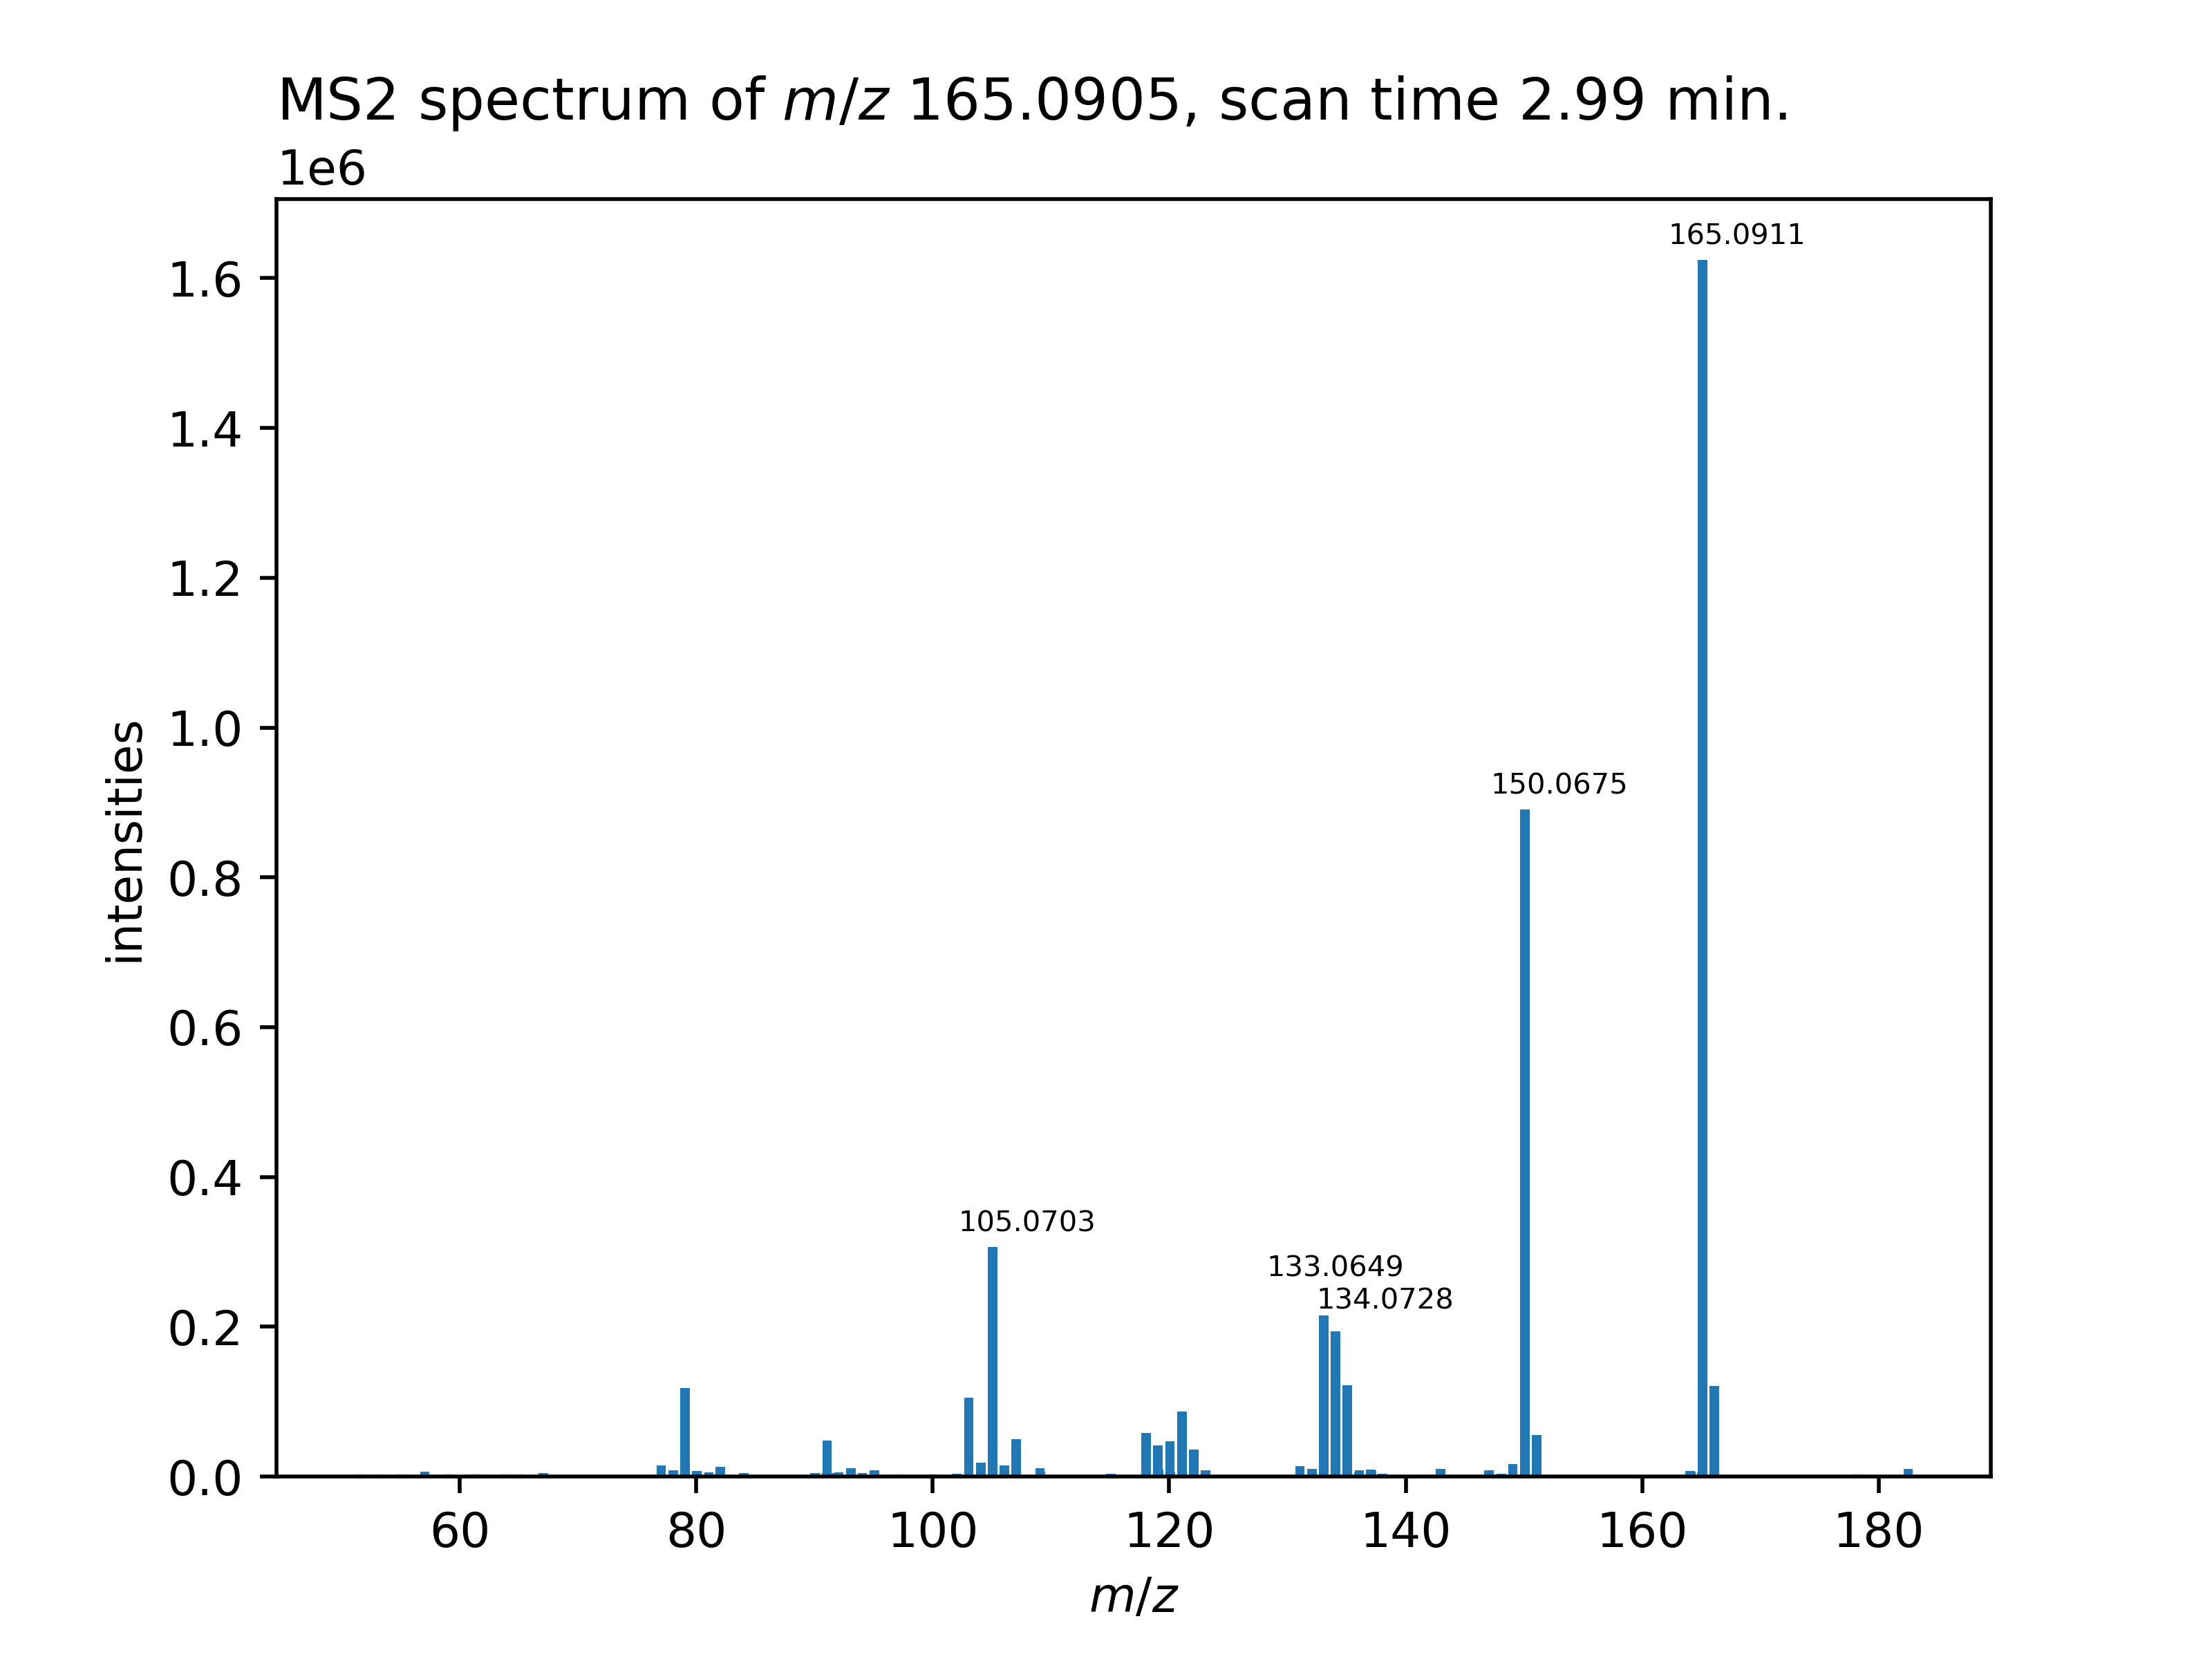 MS2 spectrum of m/z 165.0905, scan time 2.99 min.
1e6
165.0911
1.6
1.4
1.2
1.0
150.0675
0.8
0.6
0.4
105.0703
133.0649
134.0728
0.2
0.0
intensities
60 80 100 120 140 160 180
m/z